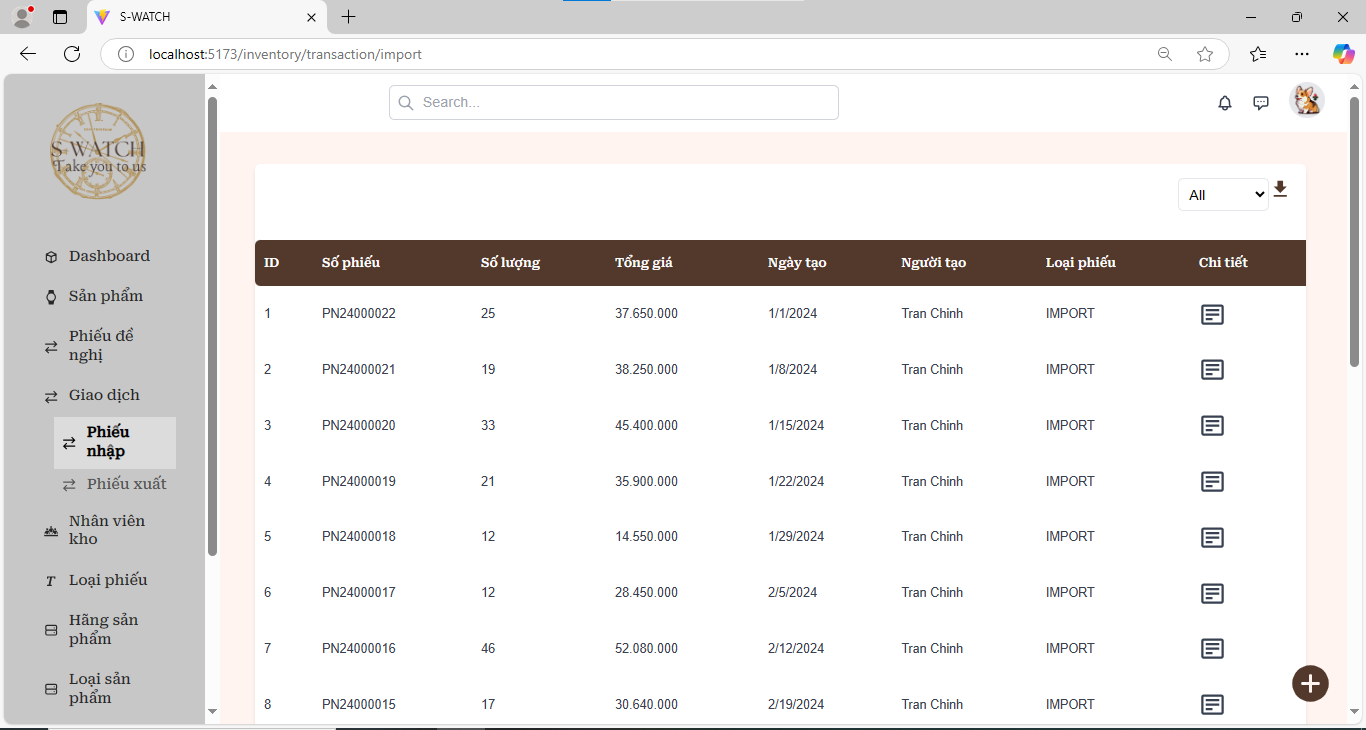 S-WATCH
localhost:5173/inventory/transaction/import
S-WATCH
Take you to us
Search...
Dashboard
Sản phẩm
Phiếu đề
nghị
Giao dịch
Phiếu
nhập
Phiếu xuất
Nhân viên
kho
T Loại phiếu
Hãng sản
phẩm
Loại sản
phẩm
All
ID Số phiếu Số lượng Tổng giá Ngày tạo Người tạo Loại phiếu Chi tiết
1 PN24000022 25 37.650.000 1/1/2024 Tran Chinh IMPORT
2 PN24000021 19 38.250.000 1/8/2024 Tran Chinh IMPORT
3 PN24000020 33 45.400.000 1/15/2024 Tran Chinh IMPORT
4 PN24000019 21 35.900.000 1/22/2024 Tran Chinh IMPORT
5 PN24000018 12 14.550.000 1/29/2024 Tran Chinh IMPORT
6 PN24000017 12 28.450.000 2/5/2024 Tran Chinh IMPORT
7 PN24000016 46 52.080.000 2/12/2024 Tran Chinh IMPORT
8 PN24000015 17 30.640.000 2/19/2024 Tran Chinh IMPORT